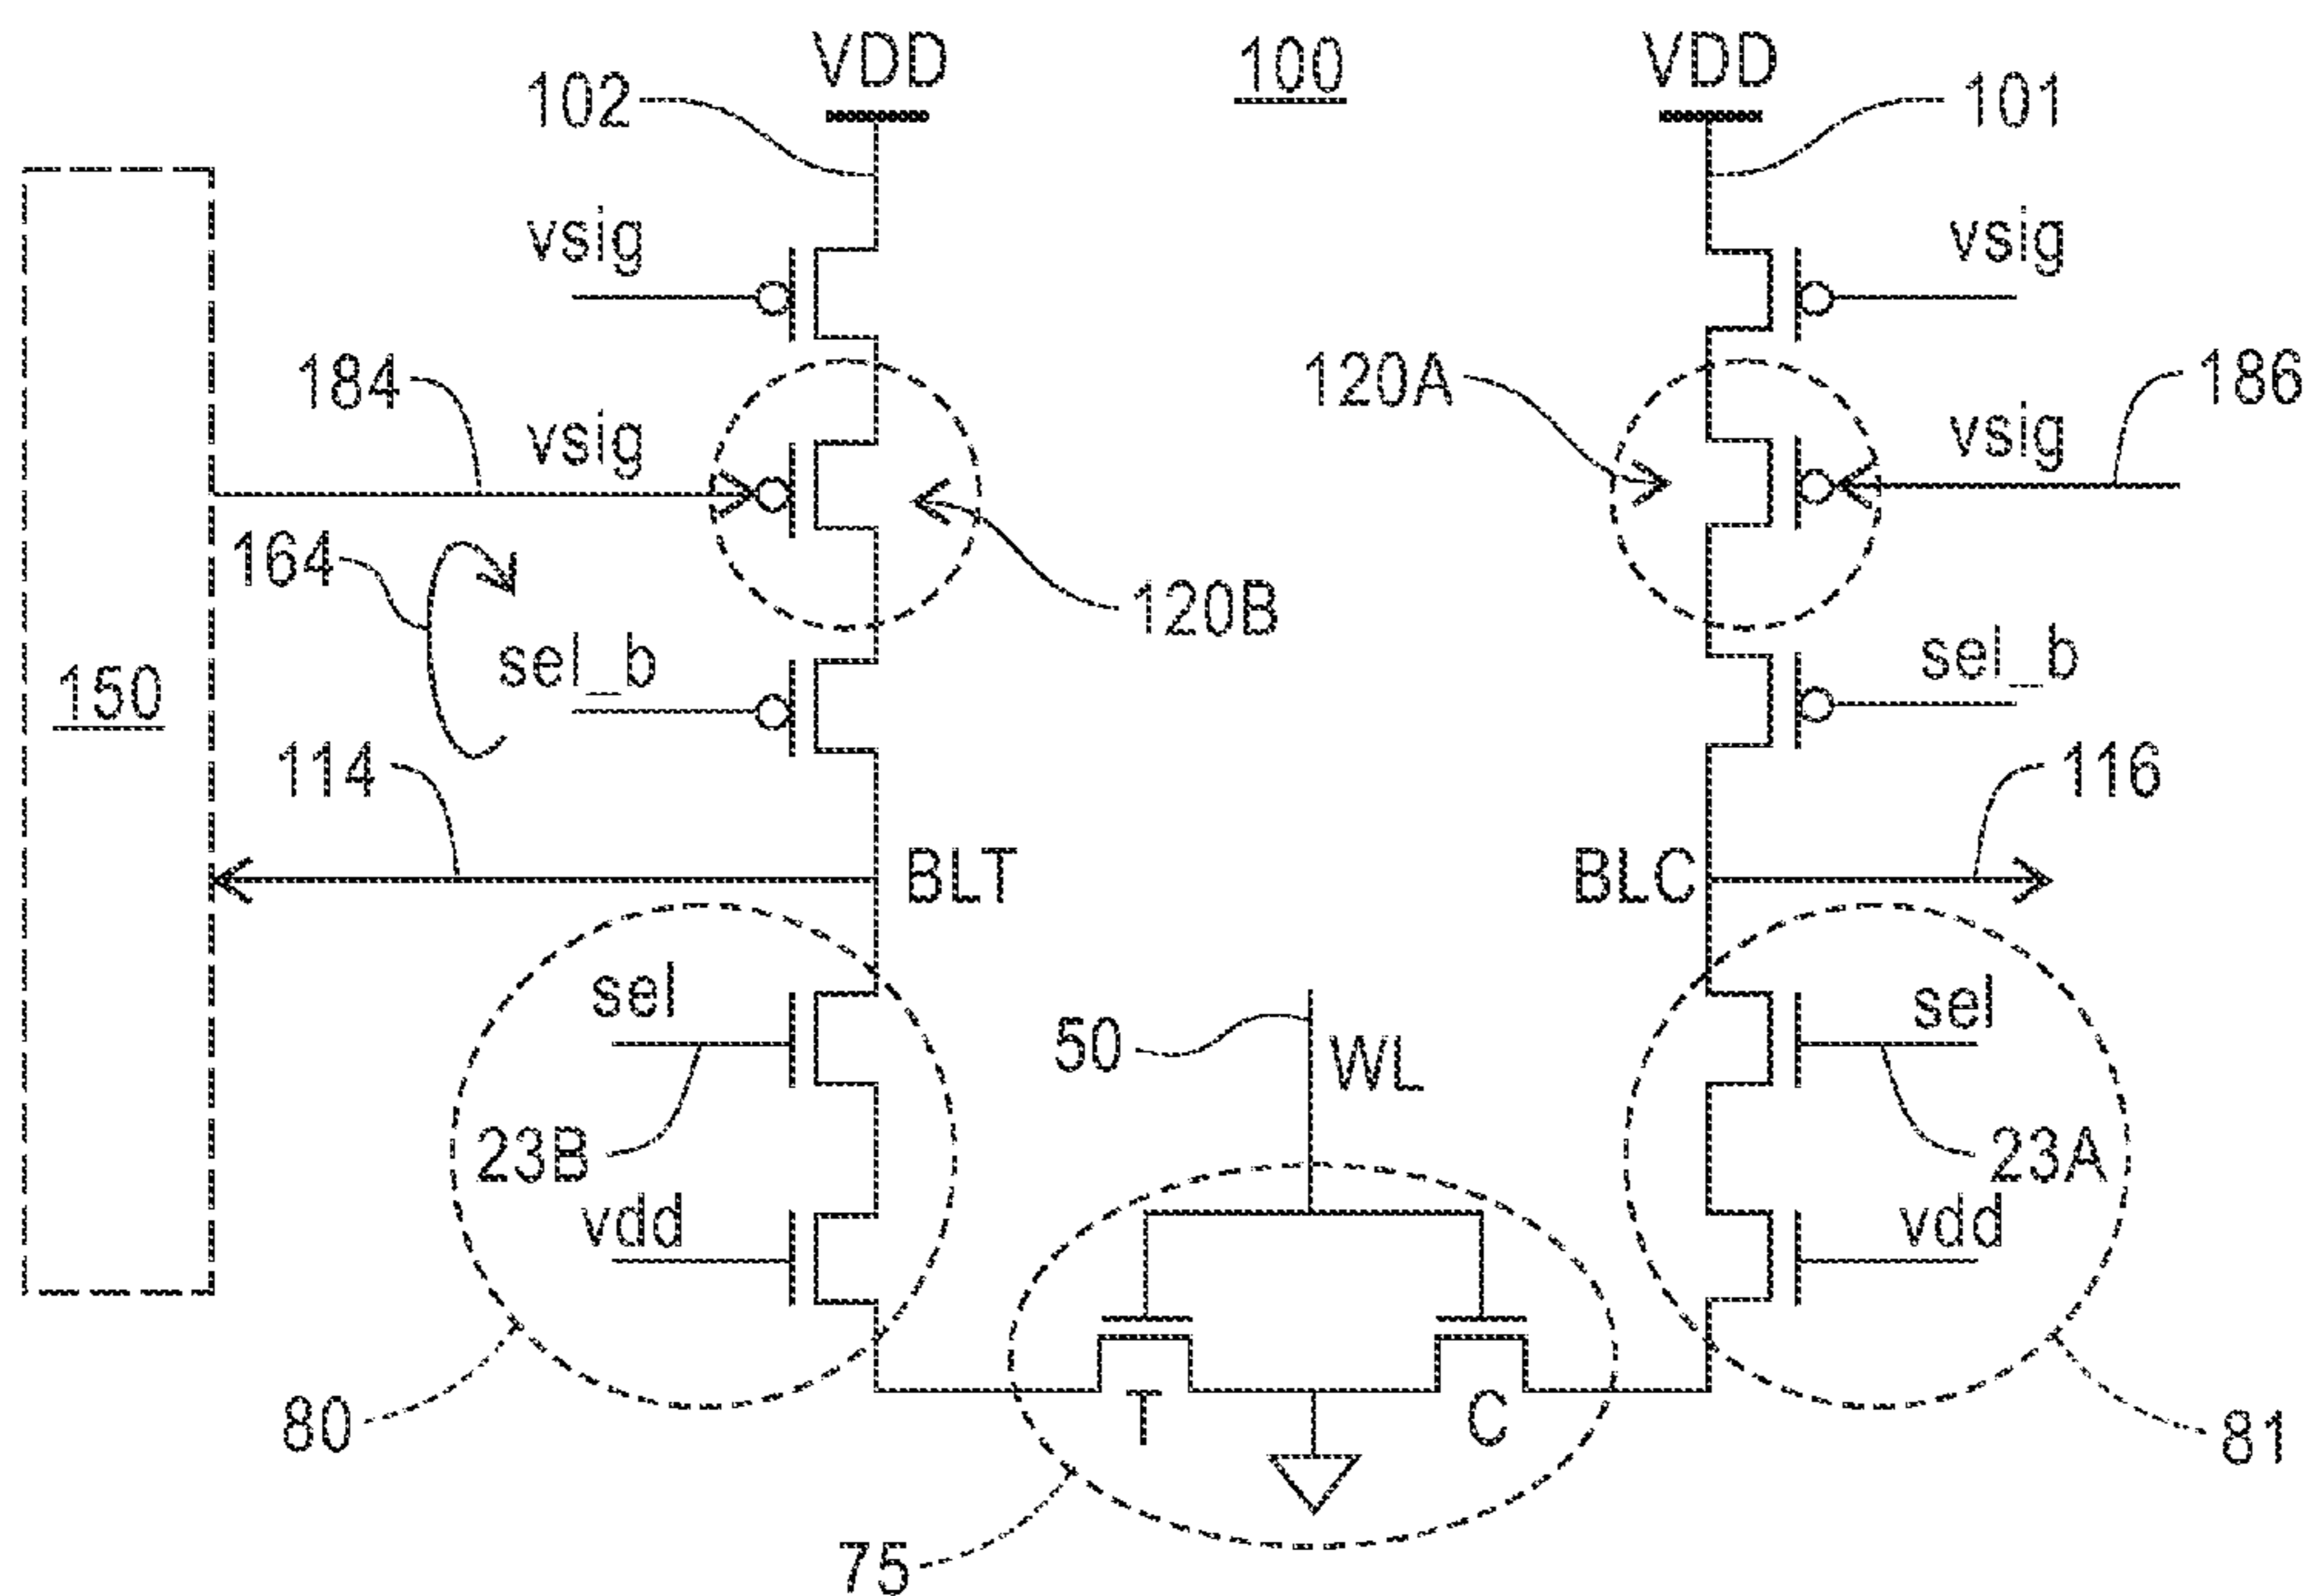 VDD 100 VDD
102 101
vsig vsig
184 120A 186
vsig vsig
164 120B
sel_b sel_b
150
114 116
BLT BLC
sel sel
50 WL
23B 23A
vdd vdd
T C
80 81
75